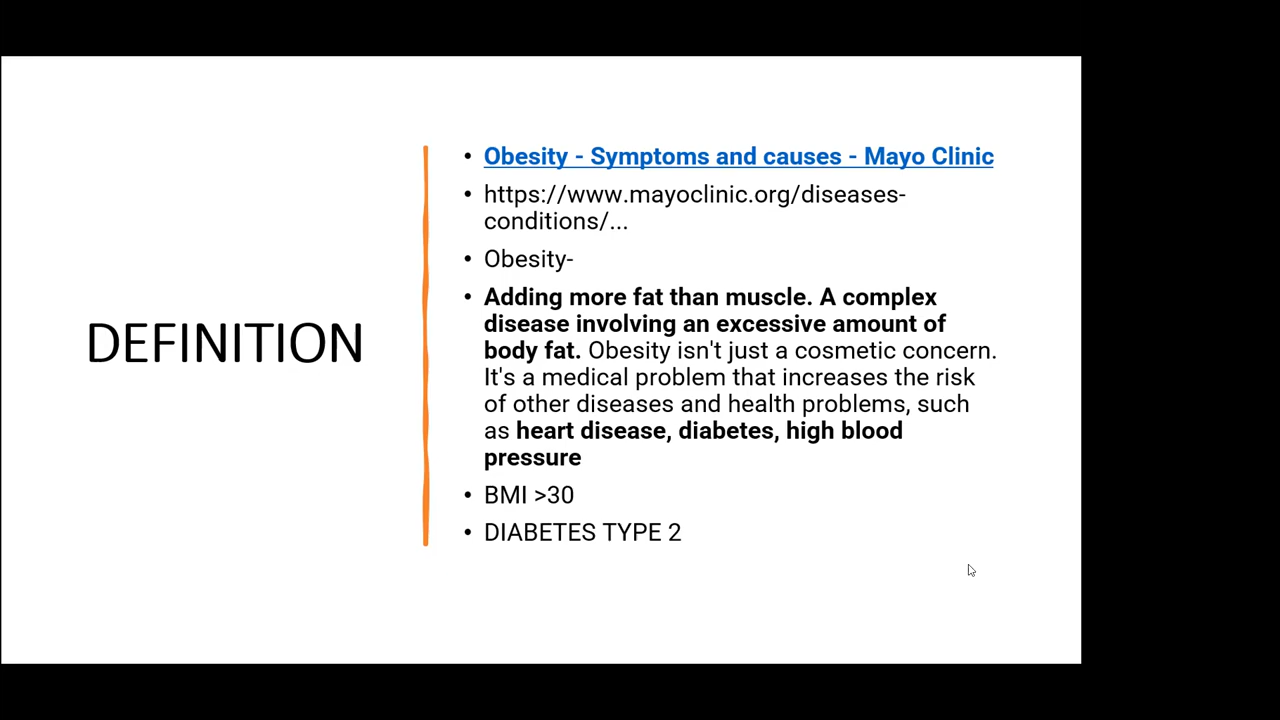 DEFINITION
• Obesity - Symptoms and causes - Mayo Clinic
• https://www.mayoclinic.org/diseases-
conditions/...
• Obesity-
• Adding more fat than muscle. A complex
disease involving an excessive amount of
body fat. Obesity isn't just a cosmetic concern.
It's a medical problem that increases the risk
of other diseases and health problems, such
as heart disease, diabetes, high blood
pressure
• BMI >30
• DIABETES TYPE 2